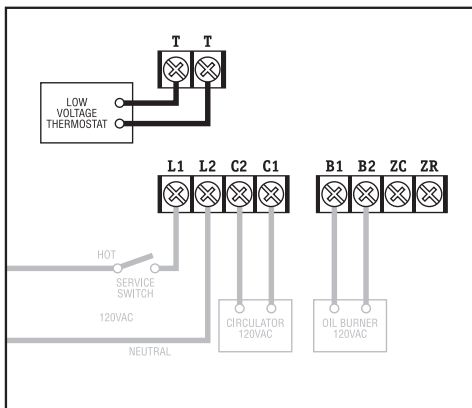 T T
LOW
VOLTAGE
THERMOSTAT
L1 L2 C2 C1 B1 B2 ZC ZR
HOT
SERVICE
SWITCH
120VAC
CIRCULATOR
120VAC
OIL BURNER
120VAC
NEUTRAL